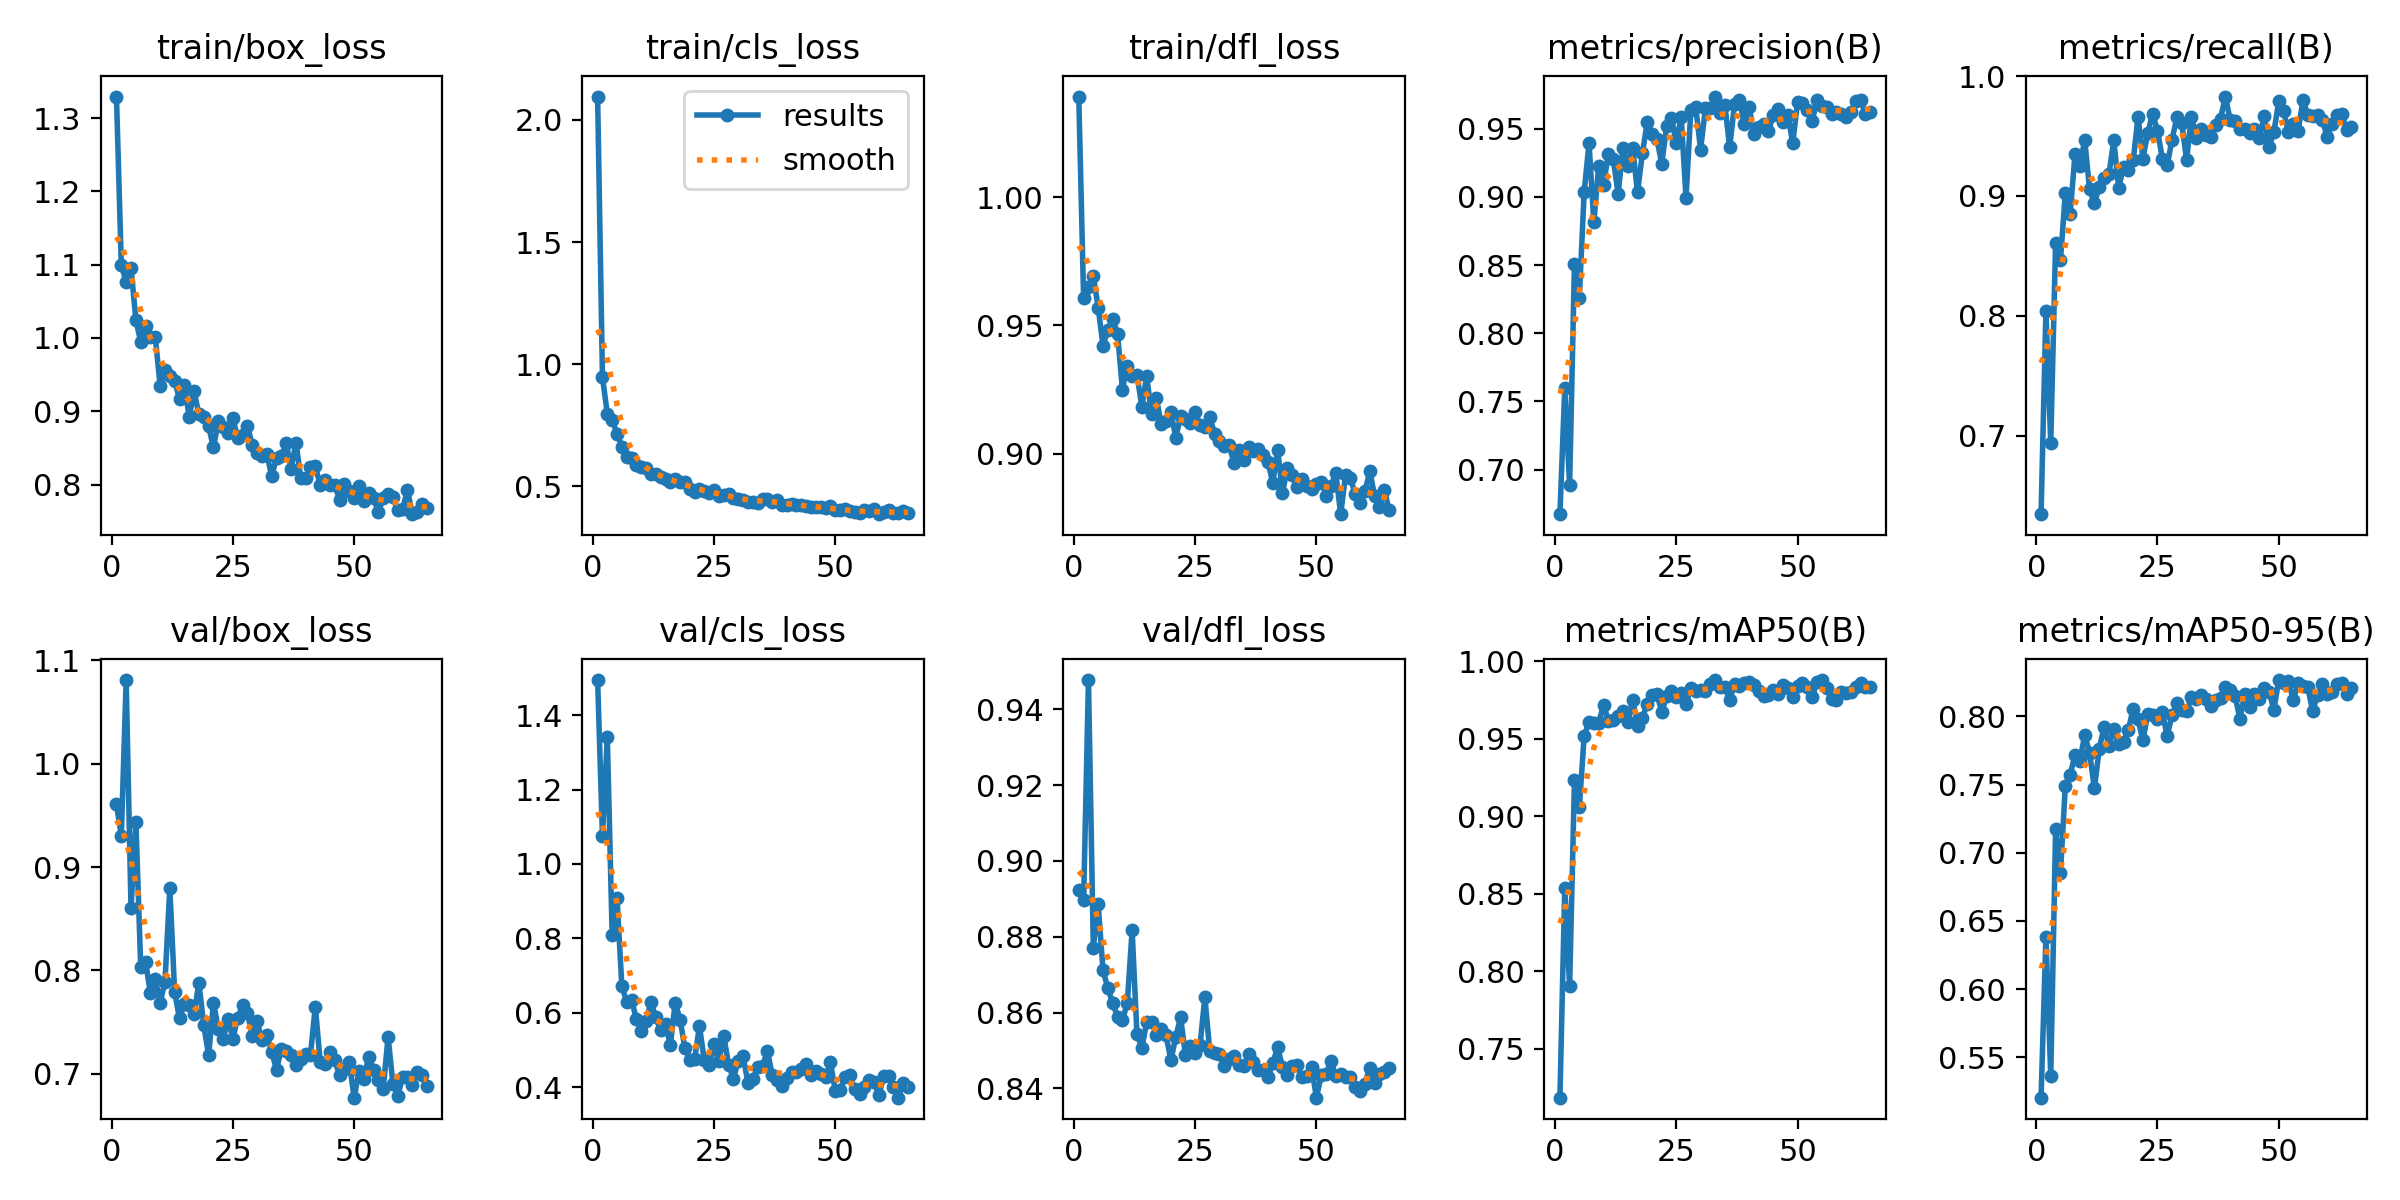 train/box_loss
1.3
1.2
1.1
1.0
0.9
0.8
0 25 50
train/cls_loss
results
smooth
2.0
1.5
1.0
0.5
0 25 50
train/dfl_loss
1.00
0.95
0.90
0 25 50
metrics/precision(B)
0.95
0.90
0.85
0.80
0.75
0.70
0 25 50
metrics/recall(B)
1.0
0.9
0.8
0.7
0 25 50
val/box_loss
1.1
1.0
0.9
0.8
0.7
0 25 50
val/cls_loss
1.4
1.2
1.0
0.8
0.6
0.4
0 25 50
val/dfl_loss
0.94
0.92
0.90
0.88
0.86
0.84
0 25 50
metrics/mAP50(B)
1.00
0.95
0.90
0.85
0.80
0.75
0 25 50
metrics/mAP50-95(B)
0.80
0.75
0.70
0.65
0.60
0.55
0 25 50